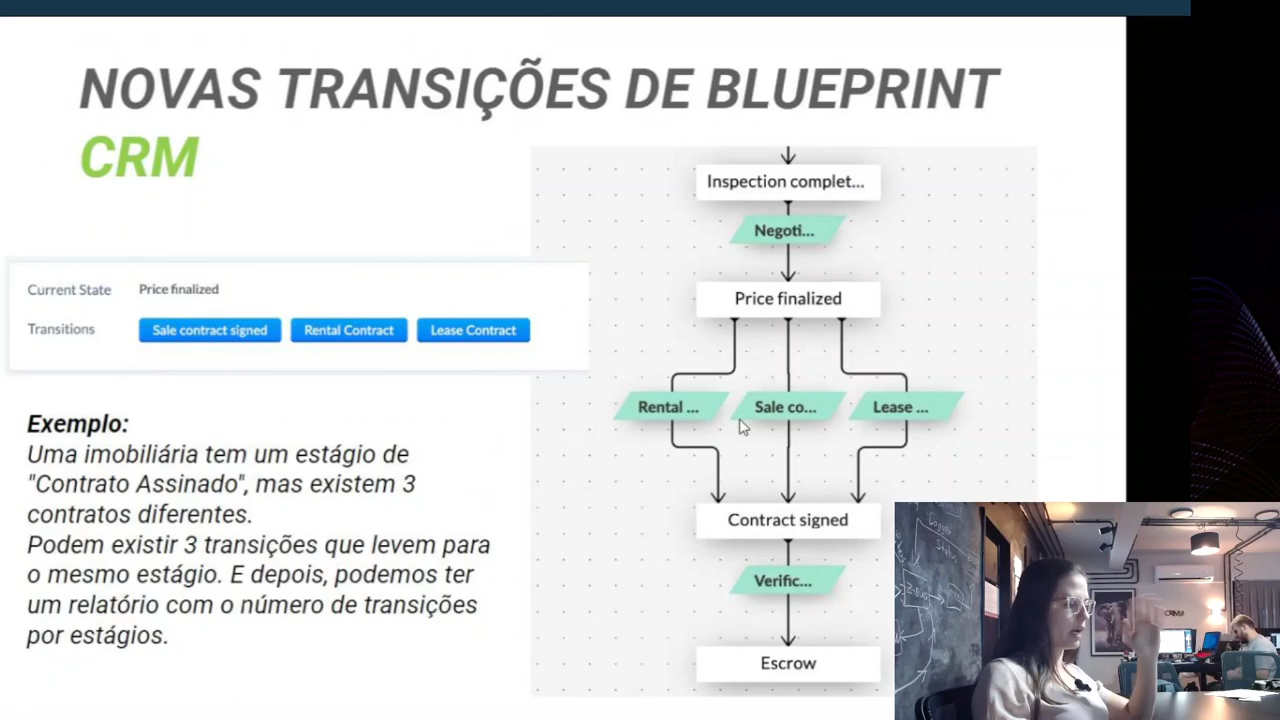 NOVAS TRANSIÇÕES DE BLUEPRINT
CRM
Current State Price finalized
Transitions Sale contract signed Rental Contract Lease Contract
Exemplo:
Uma imobiliária tem um estágio de
"Contrato Assinado", mas existem 3
contratos diferentes.
Podem existir 3 transições que levem para
o mesmo estágio. E depois, podemos ter
um relatório com o número de transições
por estágios.
Inspection complet...
Negoti...
Price finalized
Rental ... Sale co... Lease ...
Contract signed
Verific...
Escrow